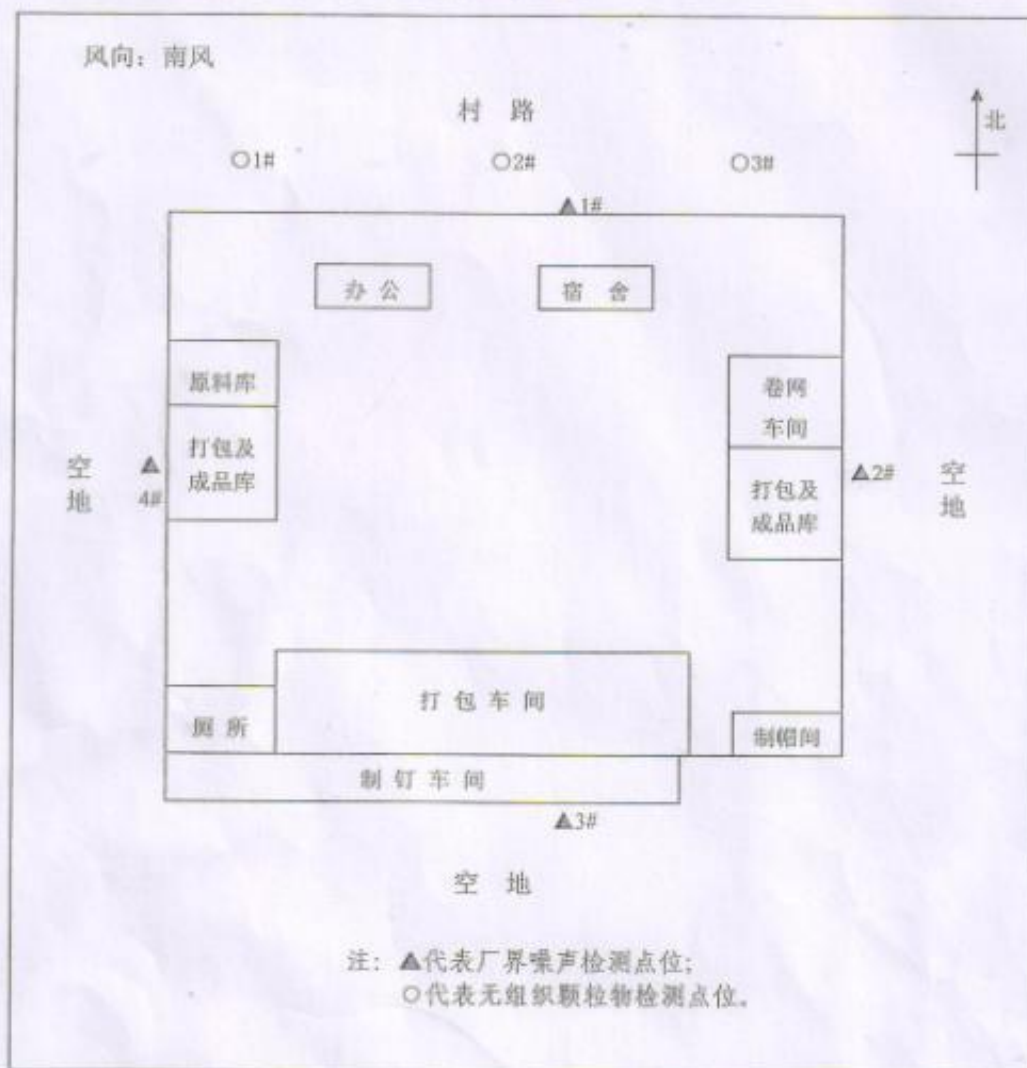 风向：南风
村 路
北
○1#
○2#
○3#
▲1#
办 公
宿 舍
原料库
打包及
成品库
卷网
车间
打包及
成品库
空
地
▲
4#
▲2#
空
地
打 包 车 间
厕 所
制帽间
制 钉 车 间
▲3#
空 地
注：▲代表厂界噪声检测点位;
○代表无组织颗粒物检测点位。